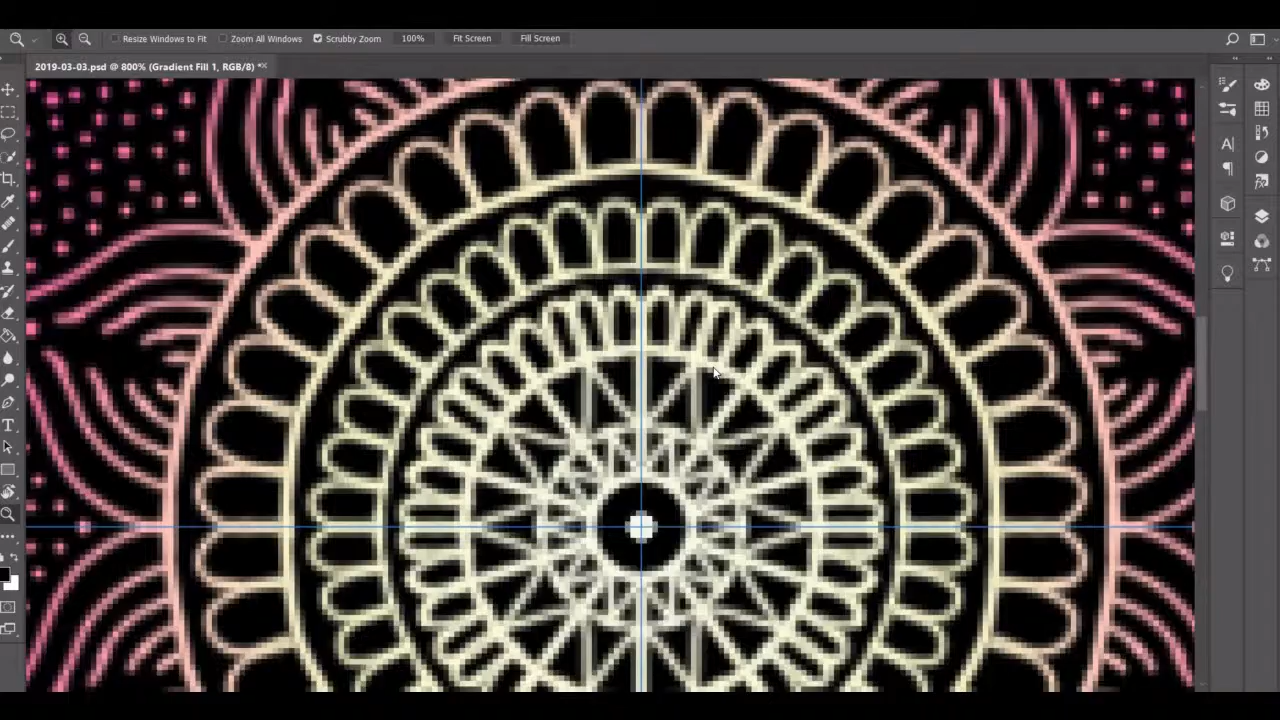 Resize Windows to Fit Zoom All Windows Scrubby Zoom 100% Fit Screen Fill Screen
2019-03-03.psd @ 800% (Gradient Fill 1, RGB/8) *